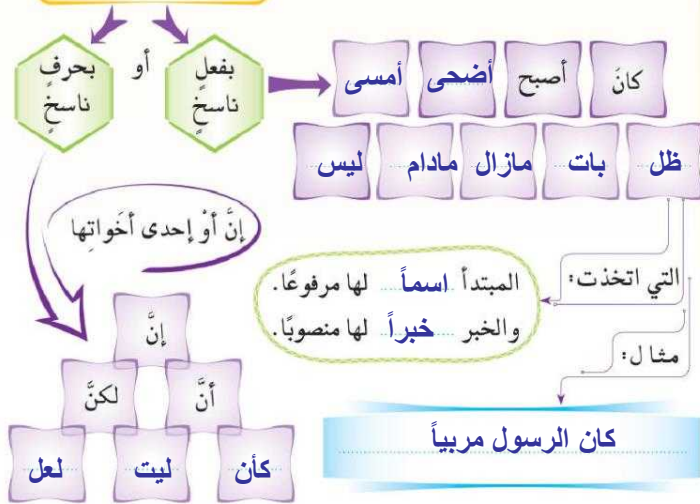 بفعلٍ ناسخٍ
أو
بحرفٍ ناسخٍ
كانَ أصبح أضحى أمسى
ظل بات مازال مادام ليس
التي اتخذت:
المبتدأ اسماً لها مرفوعًا.
والخبر خبراً لها منصوبًا.
مثال:
كان الرسول مربياً
إنَّ أوْ إحدى أخَواتِها
إنَّ
أنَّ لكنَّ
كأن ليت لعل